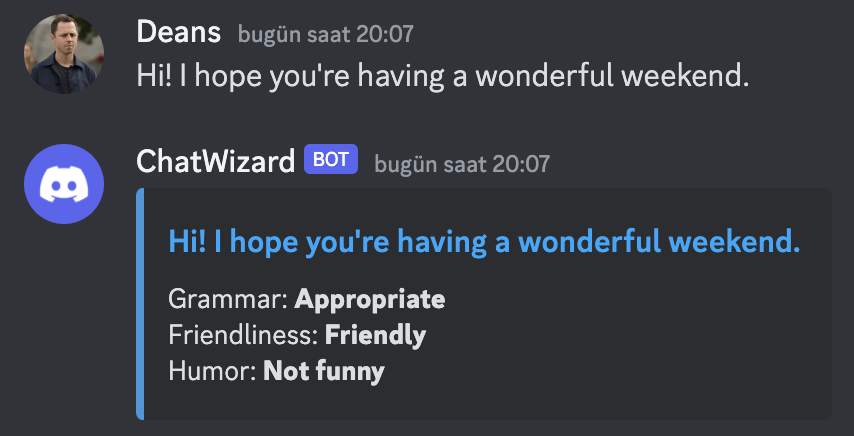 Deans bugün saat 20:07
Hi! I hope you're having a wonderful weekend.
ChatWizard BOT bugün saat 20:07
Hi! I hope you're having a wonderful weekend.
Grammar: Appropriate
Friendliness: Friendly
Humor: Not funny